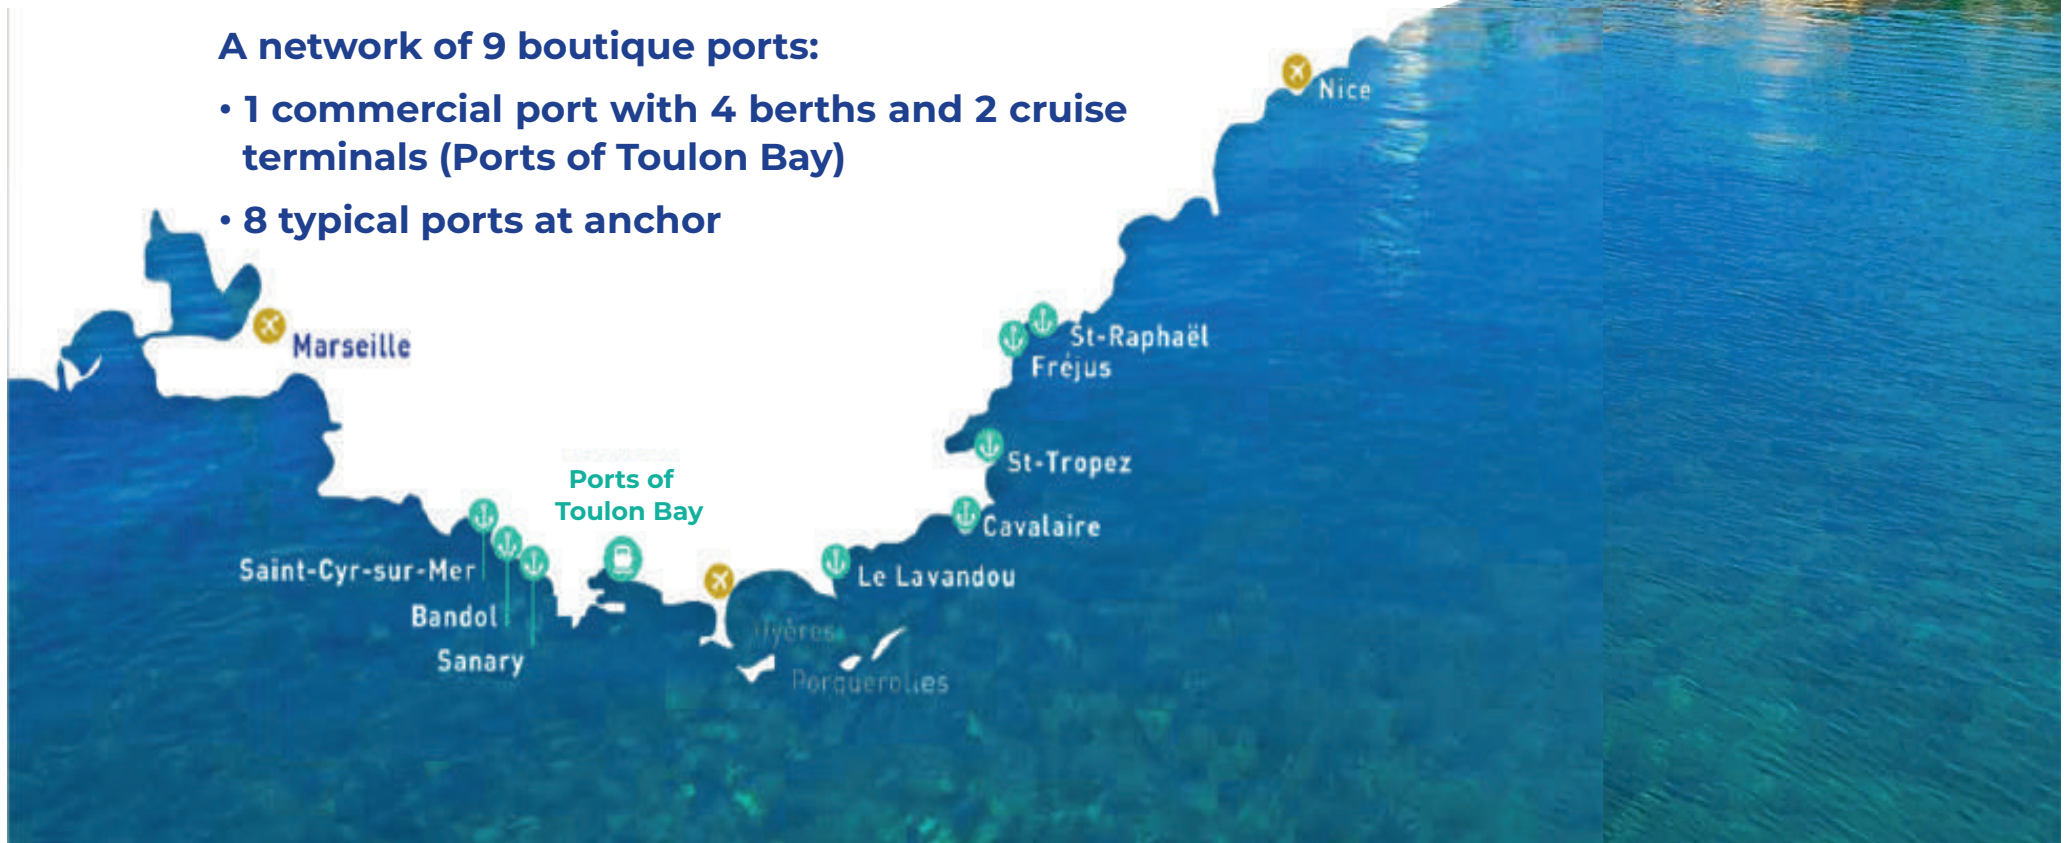 A network of 9 boutique ports:
• 1 commercial port with 4 berths and 2 cruise
terminals (Ports of Toulon Bay)
• 8 typical ports at anchor
Nice
Marseille
St-Raphaël
Fréjus
St-Tropez
Ports of
Toulon Bay
Cavalaire
Saint-Cyr-sur-Mer
Le Lavandou
Bandol
Hyères
Sanary
Porquerolles